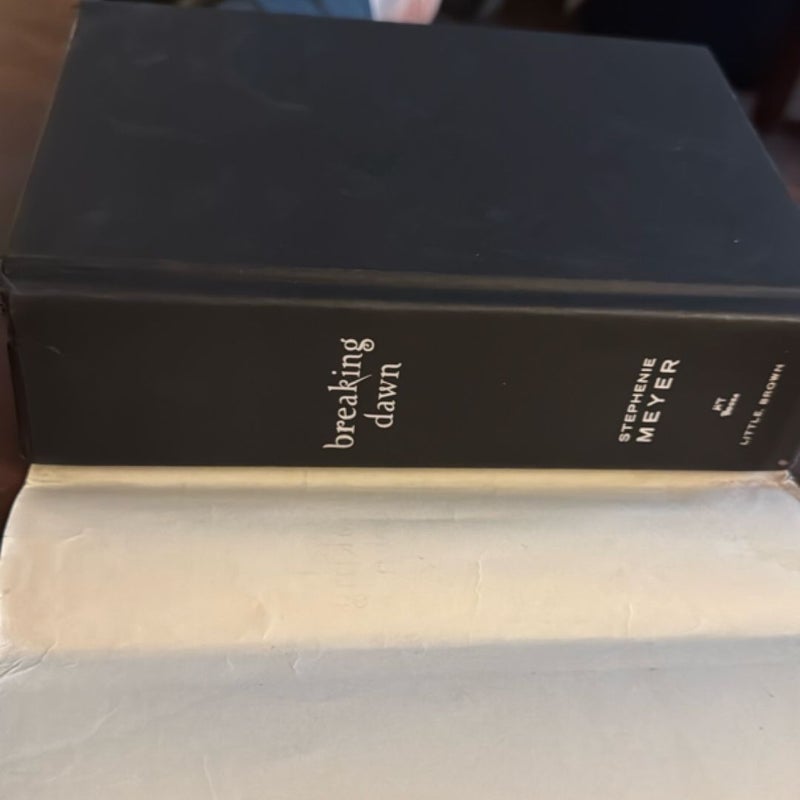 breaking
dawn
STEPHENIE
MEYER
LITTLE, BROWN